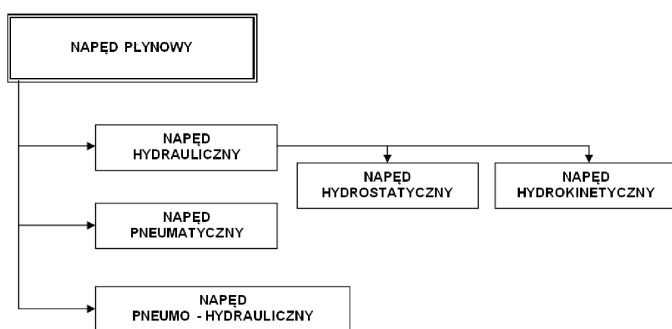 NAPĘD PLYNOWY
NAPĘD
HYDRAULICZNY
NAPĘD
HYDROSTATYCZNY
NAPĘD
HYDROKINETYCZNY
NAPĘD
PNEUMATYCZNY
NAPĘD
PNEUMO - HYDRAULICZNY